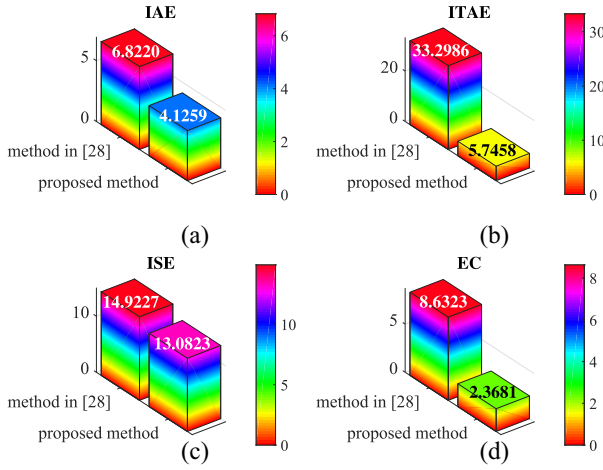 IAE
6.8220
4.1259
5
0
method in [28]
proposed method
6
4
2
0
(a)
ITAE
33.2986
5.7458
20
0
method in [28]
proposed method
30
20
10
0
(b)
ISE
14.9227
13.0823
10
0
method in [28]
proposed method
10
5
0
(c)
EC
8.6323
2.3681
5
0
method in [28]
proposed method
8
6
4
2
0
(d)